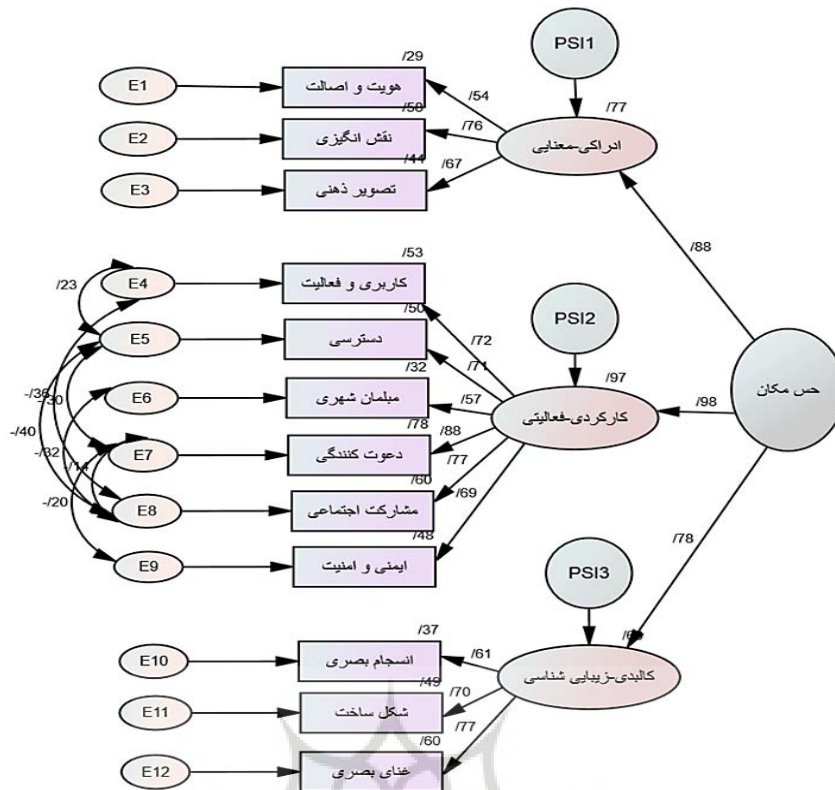 PSI1
/29
/77
E1
هویت و اصالت
/54
E2
نقش انگیزی
/76
ادراکی-معنایی
/44
E3
تصویر ذهنی
/67
/88
/53
E4
کاربری و فعالیت
PSI2
/23
/50
/72
E5
دسترسی
/71
/97
حس مکان
/32
E6
مبلمان شهری
/57
کارکردی-فعالیتی
/98
-/30
-/40
/78
/88
E7
دعوت کنندگی
/77
-/32
-/14
/60
/69
E8
مشارکت اجتماعی
-/20
/48
/78
E9
ایمنی و امنیت
PSI3
/37
E10
انسجام بصری
/61
کالبدی-زیبایی شناسی
/49
E11
شکل ساخت
/70
/60
/77
E12
غنای بصری